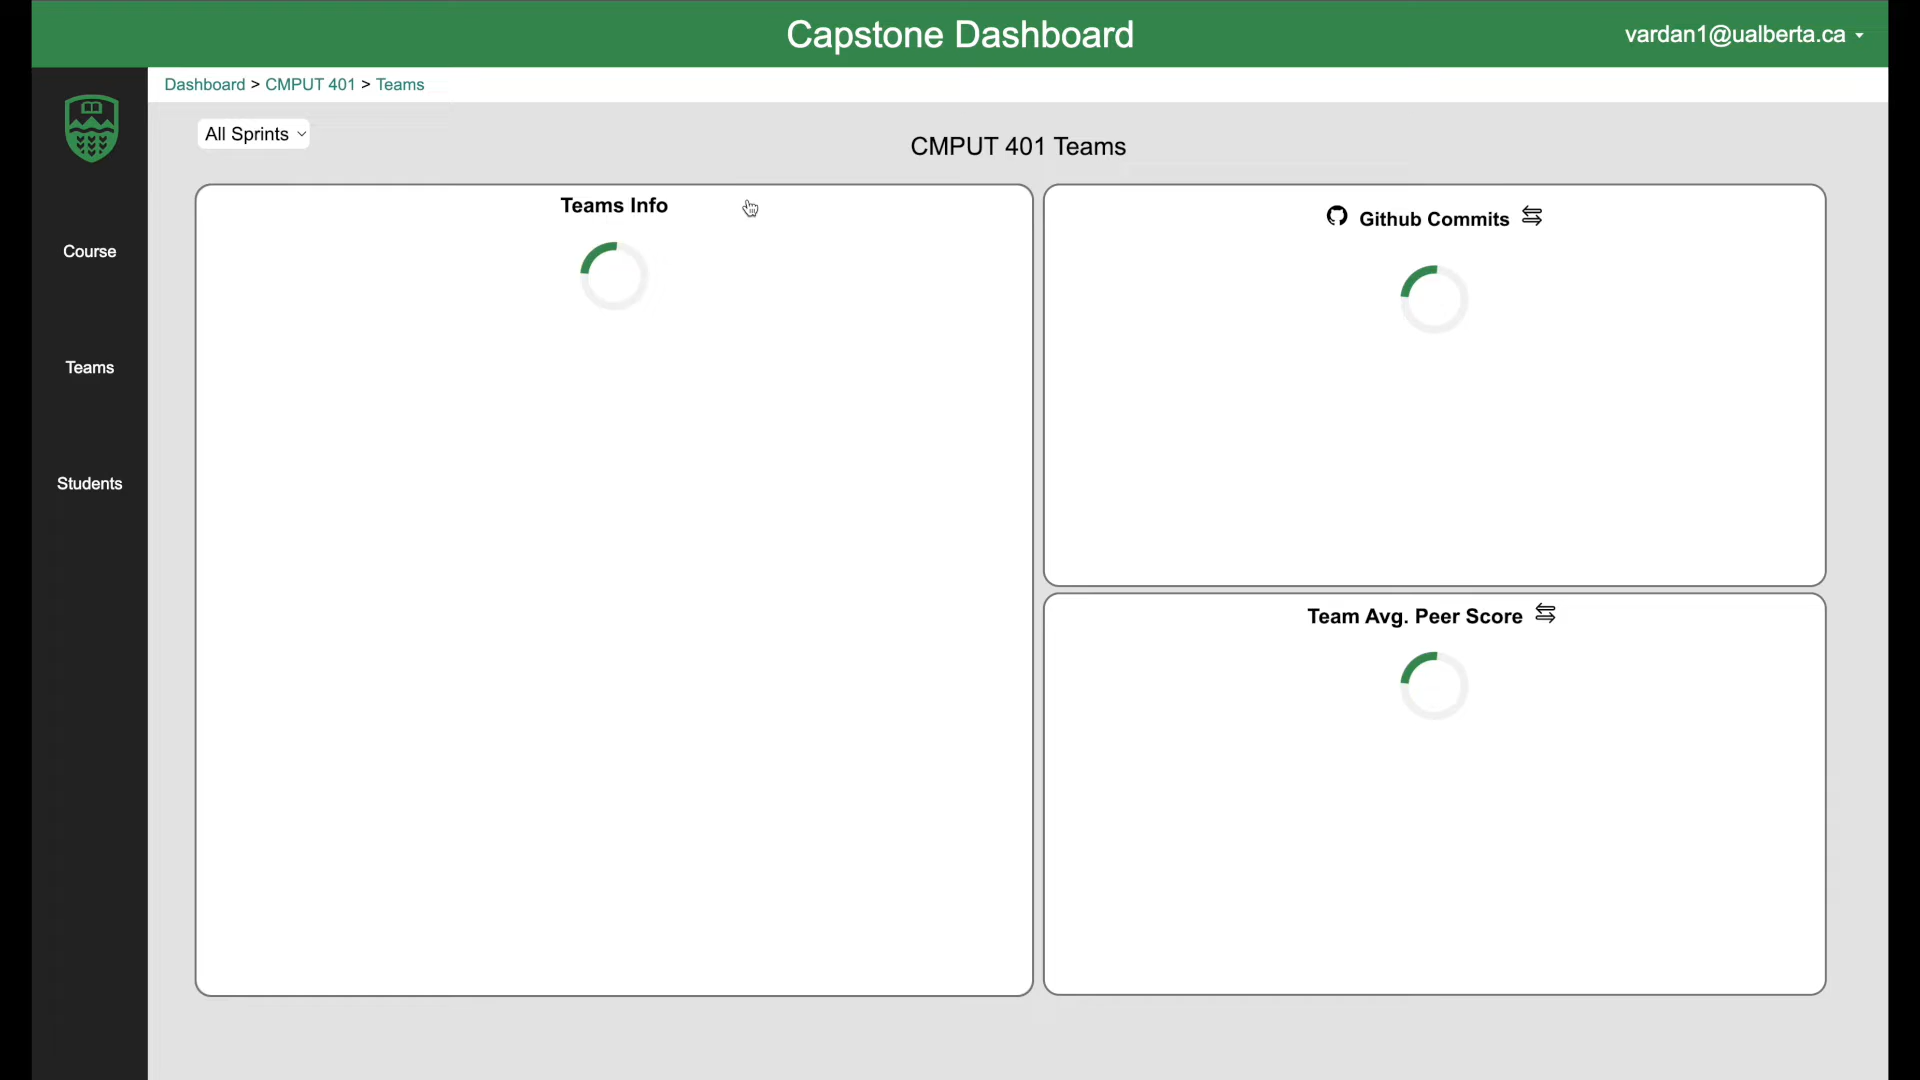 Capstone Dashboard
vardan1@ualberta.ca
Dashboard > CMPUT 401 > Teams
All Sprints
CMPUT 401 Teams
Course
Teams
Students
Teams Info
Github Commits
Team Avg. Peer Score